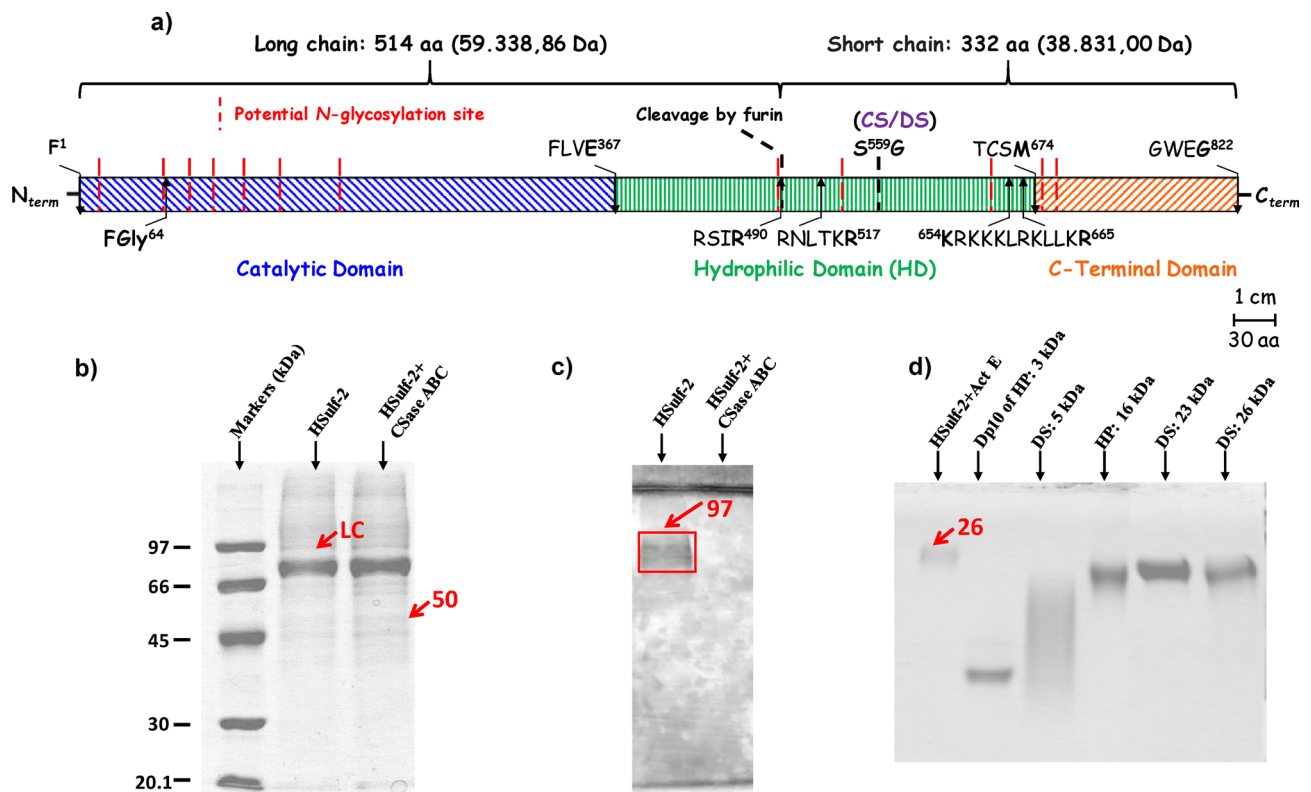 a)
Long chain: 514 aa (59.338,86 Da)
Short chain: 332 aa (38.831,00 Da)
Potential N-glycosylation site
Cleavage by furin
(CS/DS)
F¹
FLVE³⁶⁷
S⁵⁵⁹G
TCSM⁶⁷⁴
GWEG⁸²²
Nterm
Cterm
FGly⁶⁴
RSIR⁴⁹⁰
RNLTKR⁵¹⁷
⁶⁵⁴KRKKKLRKLLKR⁶⁶⁵
Catalytic Domain
Hydrophilic Domain (HD)
C-Terminal Domain
1 cm
30 aa
b)
Markers (kDa)
HSulf-2
HSulf-2+
CSase ABC
LC
50
97
66
45
30
20.1
c)
HSulf-2
HSulf-2+
CSase ABC
97
d)
HSulf-2+Act E
Dp10 of HP: 3 kDa
DS: 5 kDa
HP: 16 kDa
DS: 23 kDa
DS: 26 kDa
26